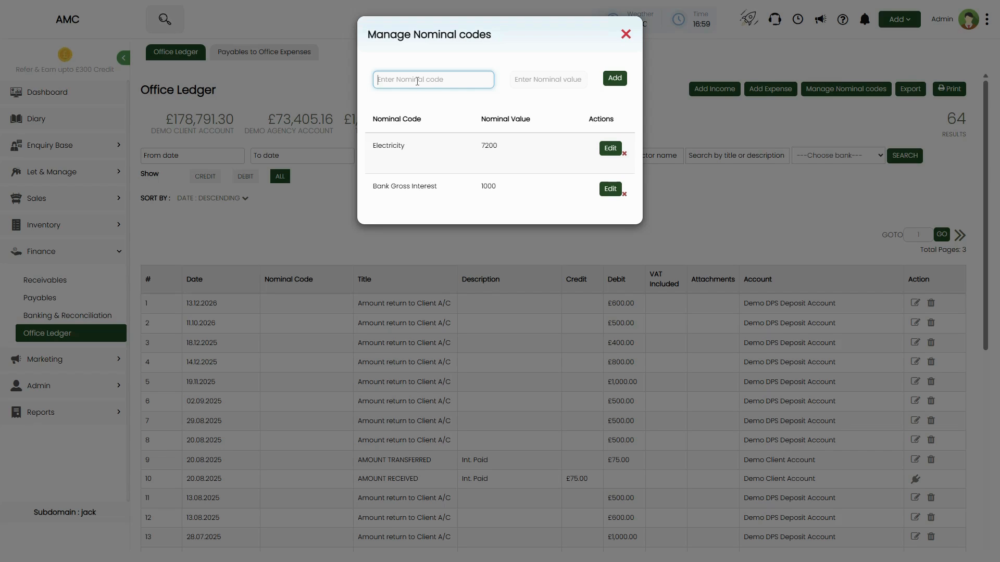 AMC
Weather
C
Time
16:59
Add
Admin
Refer & Earn upto £300 Credit
Dashboard
Diary
Enquiry Base
Let & Manage
Sales
Inventory
Finance
Receivables
Payables
Banking & Reconciliation
Office Ledger
Marketing
Admin
Reports
Subdomain : jack
Office Ledger
Payables to Office Expenses
Office Ledger
Add Income
Add Expense
Manage Nominal codes
Export
Print
£178,791.30
DEMO CLIENT ACCOUNT
£73,405.16
DEMO AGENCY ACCOUNT
64
RESULTS
From date
To date
ctor name
Search by title or description
---Choose bank---
SEARCH
Show
CREDIT
DEBIT
ALL
SORT BY :
DATE : DESCENDING
Manage Nominal codes
Enter Nominal code
Enter Nominal value
Add
Nominal Code Nominal Value Actions
Electricity 7200 Edit
Bank Gross Interest 1000 Edit
GOTO 1 GO
Total Pages: 3
# Date Nominal Code Title Description Credit Debit VAT Included Attachments Account Action
1 13.12.2026 Amount return to Client A/C £600.00 Demo DPS Deposit Account
2 11.10.2026 Amount return to Client A/C £500.00 Demo DPS Deposit Account
3 18.12.2025 Amount return to Client A/C £400.00 Demo DPS Deposit Account
4 14.12.2025 Amount return to Client A/C £800.00 Demo DPS Deposit Account
5 19.11.2025 Amount return to Client A/C £1,000.00 Demo DPS Deposit Account
6 02.09.2025 Amount return to Client A/C £500.00 Demo DPS Deposit Account
7 29.08.2025 Amount return to Client A/C £500.00 Demo DPS Deposit Account
8 20.08.2025 Amount return to Client A/C £500.00 Demo DPS Deposit Account
9 20.08.2025 AMOUNT TRANSFERRED Int. Paid £75.00 Demo Client Account
10 20.08.2025 AMOUNT RECEIVED Int. Paid £75.00 Demo Client Account
11 13.08.2025 Amount return to Client A/C £500.00 Demo DPS Deposit Account
12 13.08.2025 Amount return to Client A/C £600.00 Demo DPS Deposit Account
13 28.07.2025 Amount return to Client A/C £1,000.00 Demo DPS Deposit Account